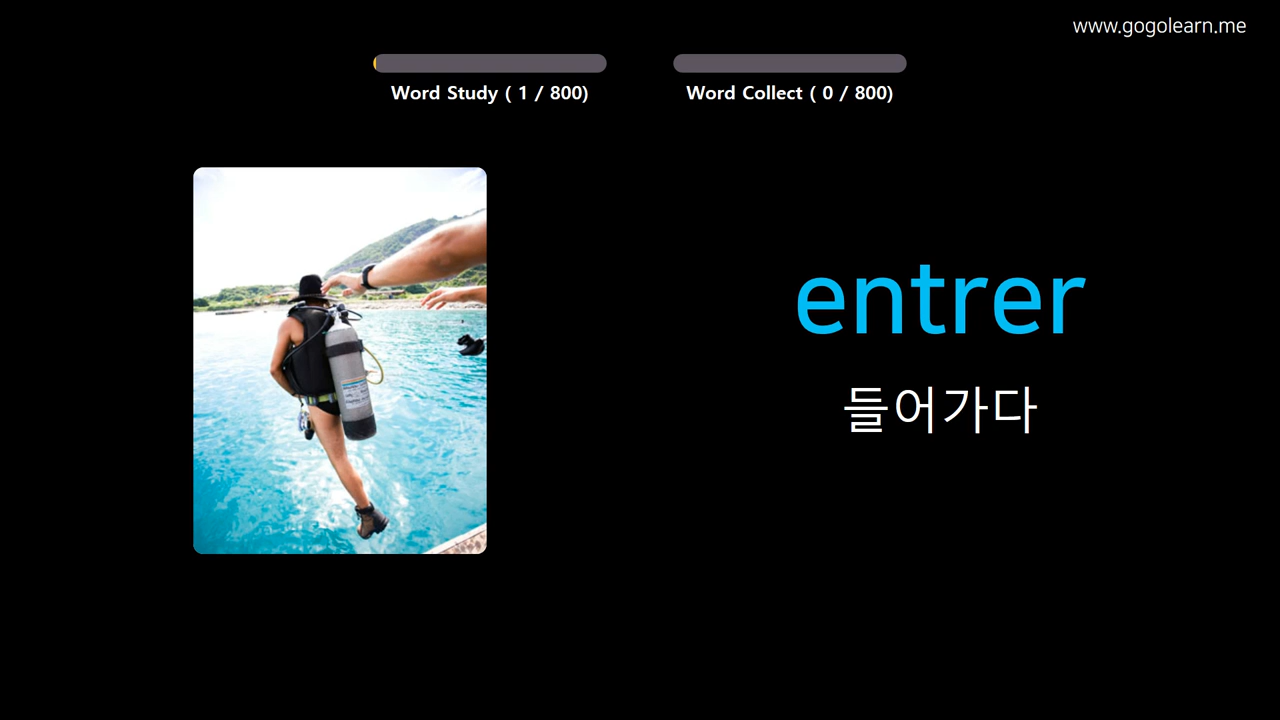 www.gogolearn.me
Word Study ( 1 / 800)
Word Collect ( 0 / 800)
entrer
들어가다